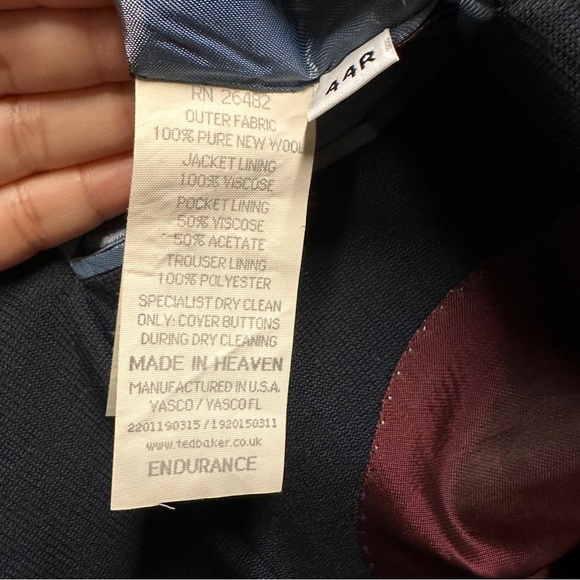 44R
RN 26482
OUTER FABRIC
100% PURE NEW WOOL
JACKET LINING
100% VISCOSE
POCKET LINING
50% VISCOSE
50% ACETATE
TROUSER LINING
100% POLYESTER
SPECIALIST DRY CLEAN
ONLY: COVER BUTTONS
DURING DRY CLEANING
MADE IN HEAVEN
MANUFACTURED IN U.S.A.
VASCO / VASCO FL
2201190315 / 1920150311
www.tedbaker.co.uk
ENDURANCE